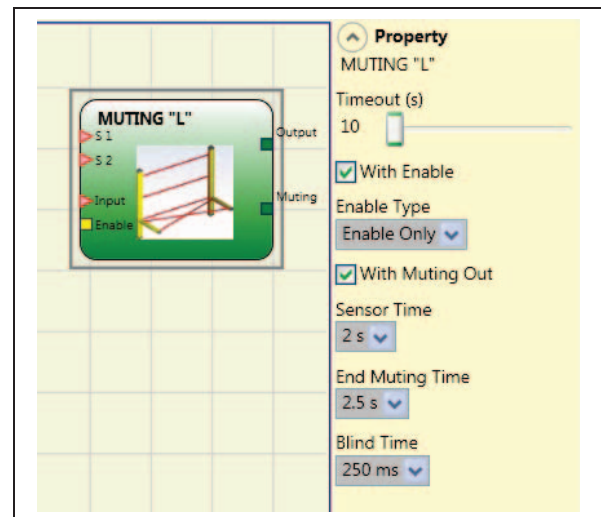 MUTING "L"
S 1
S 2
Input
Enable
Output
Muting
Property
MUTING "L"
Timeout (s)
10
With Enable
Enable Type
Enable Only
With Muting Out
Sensor Time
2 s
End Muting Time
2.5 s
Blind Time
250 ms